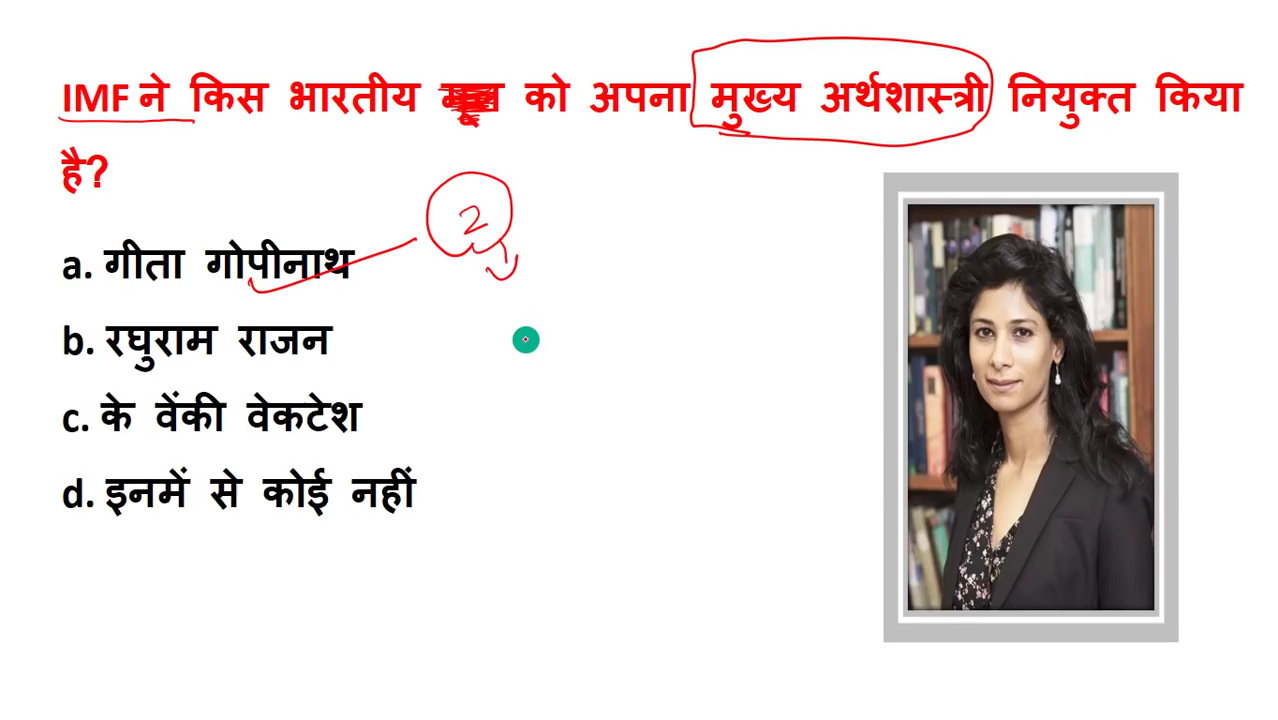 IMF ने किस भारतीय को अपना मुख्य अर्थशास्त्री नियुक्त किया
है?
2
a. गीता गोपीनाथ
b. रघुराम राजन
c. के वेंकी वेकटेश
d. इनमें से कोई नहीं